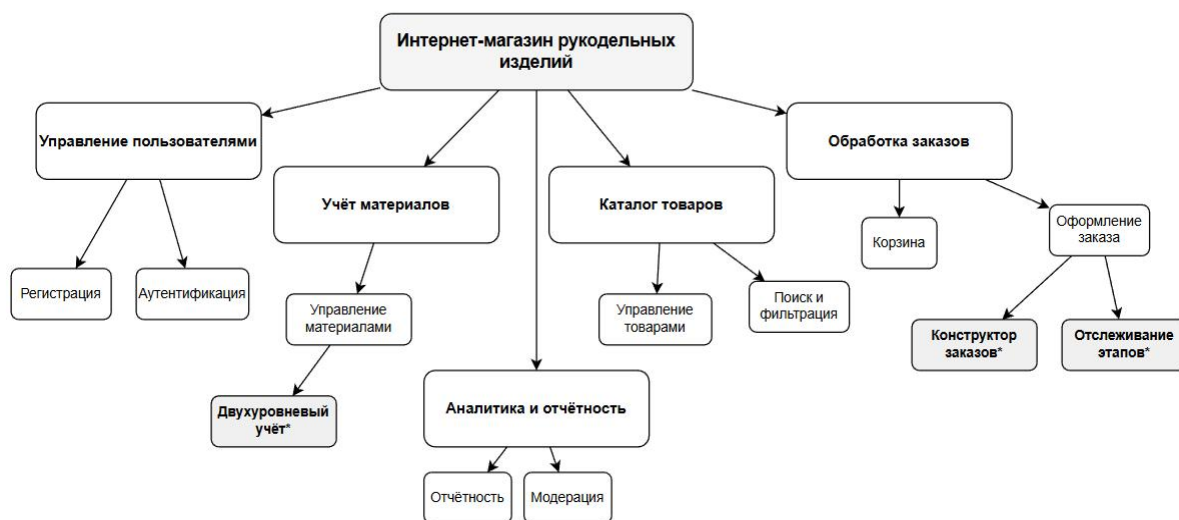 Интернет-магазин рукодельных
изделий
Управление пользователями
Обработка заказов
Учёт материалов
Каталог товаров
Корзина
Оформление
заказа
Регистрация
Аутентификация
Управление
материалами
Управление
товарами
Поиск и
фильтрация
Конструктор
заказов*
Отслеживание
этапов*
Двухуровневый
учёт*
Аналитика и отчётность
Отчётность
Модерация